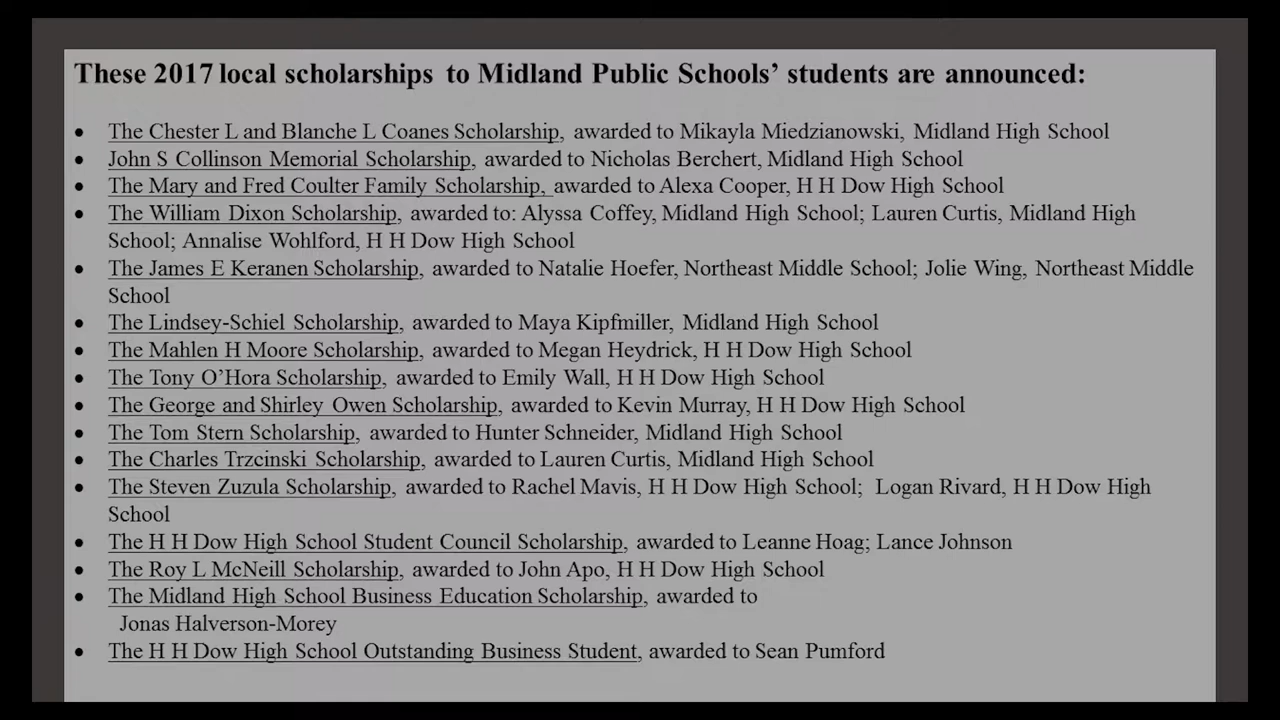 These 2017 local scholarships to Midland Public Schools’ students are announced:
• The Chester L and Blanche L Coanes Scholarship, awarded to Mikayla Miedzianowski, Midland High School
• John S Collinson Memorial Scholarship, awarded to Nicholas Berchert, Midland High School
• The Mary and Fred Coulter Family Scholarship, awarded to Alexa Cooper, H H Dow High School
• The William Dixon Scholarship, awarded to: Alyssa Coffey, Midland High School; Lauren Curtis, Midland High
School; Annalise Wohlford, H H Dow High School
• The James E Keranen Scholarship, awarded to Natalie Hoefer, Northeast Middle School; Jolie Wing, Northeast Middle
School
• The Lindsey-Schiel Scholarship, awarded to Maya Kipfmiller, Midland High School
• The Mahlen H Moore Scholarship, awarded to Megan Heydrick, H H Dow High School
• The Tony O’Hora Scholarship, awarded to Emily Wall, H H Dow High School
• The George and Shirley Owen Scholarship, awarded to Kevin Murray, H H Dow High School
• The Tom Stern Scholarship, awarded to Hunter Schneider, Midland High School
• The Charles Trzcinski Scholarship, awarded to Lauren Curtis, Midland High School
• The Steven Zuzula Scholarship, awarded to Rachel Mavis, H H Dow High School; Logan Rivard, H H Dow High
School
• The H H Dow High School Student Council Scholarship, awarded to Leanne Hoag; Lance Johnson
• The Roy L McNeill Scholarship, awarded to John Apo, H H Dow High School
• The Midland High School Business Education Scholarship, awarded to
Jonas Halverson-Morey
• The H H Dow High School Outstanding Business Student, awarded to Sean Pumford